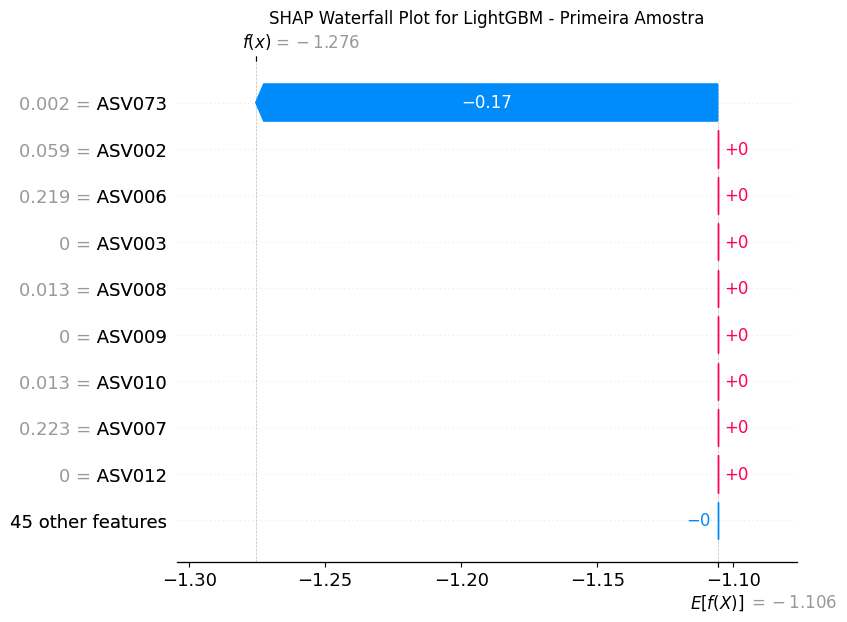 SHAP Waterfall Plot for LightGBM - Primeira Amostra
f(x) = −1.276
0.002 = ASV073
−0.17
0.059 = ASV002
+0
0.219 = ASV006
+0
0 = ASV003
+0
0.013 = ASV008
+0
0 = ASV009
+0
0.013 = ASV010
+0
0.223 = ASV007
+0
0 = ASV012
+0
45 other features
−0
−1.30
−1.25
−1.20
−1.15
−1.10
E[f(X)] = −1.106